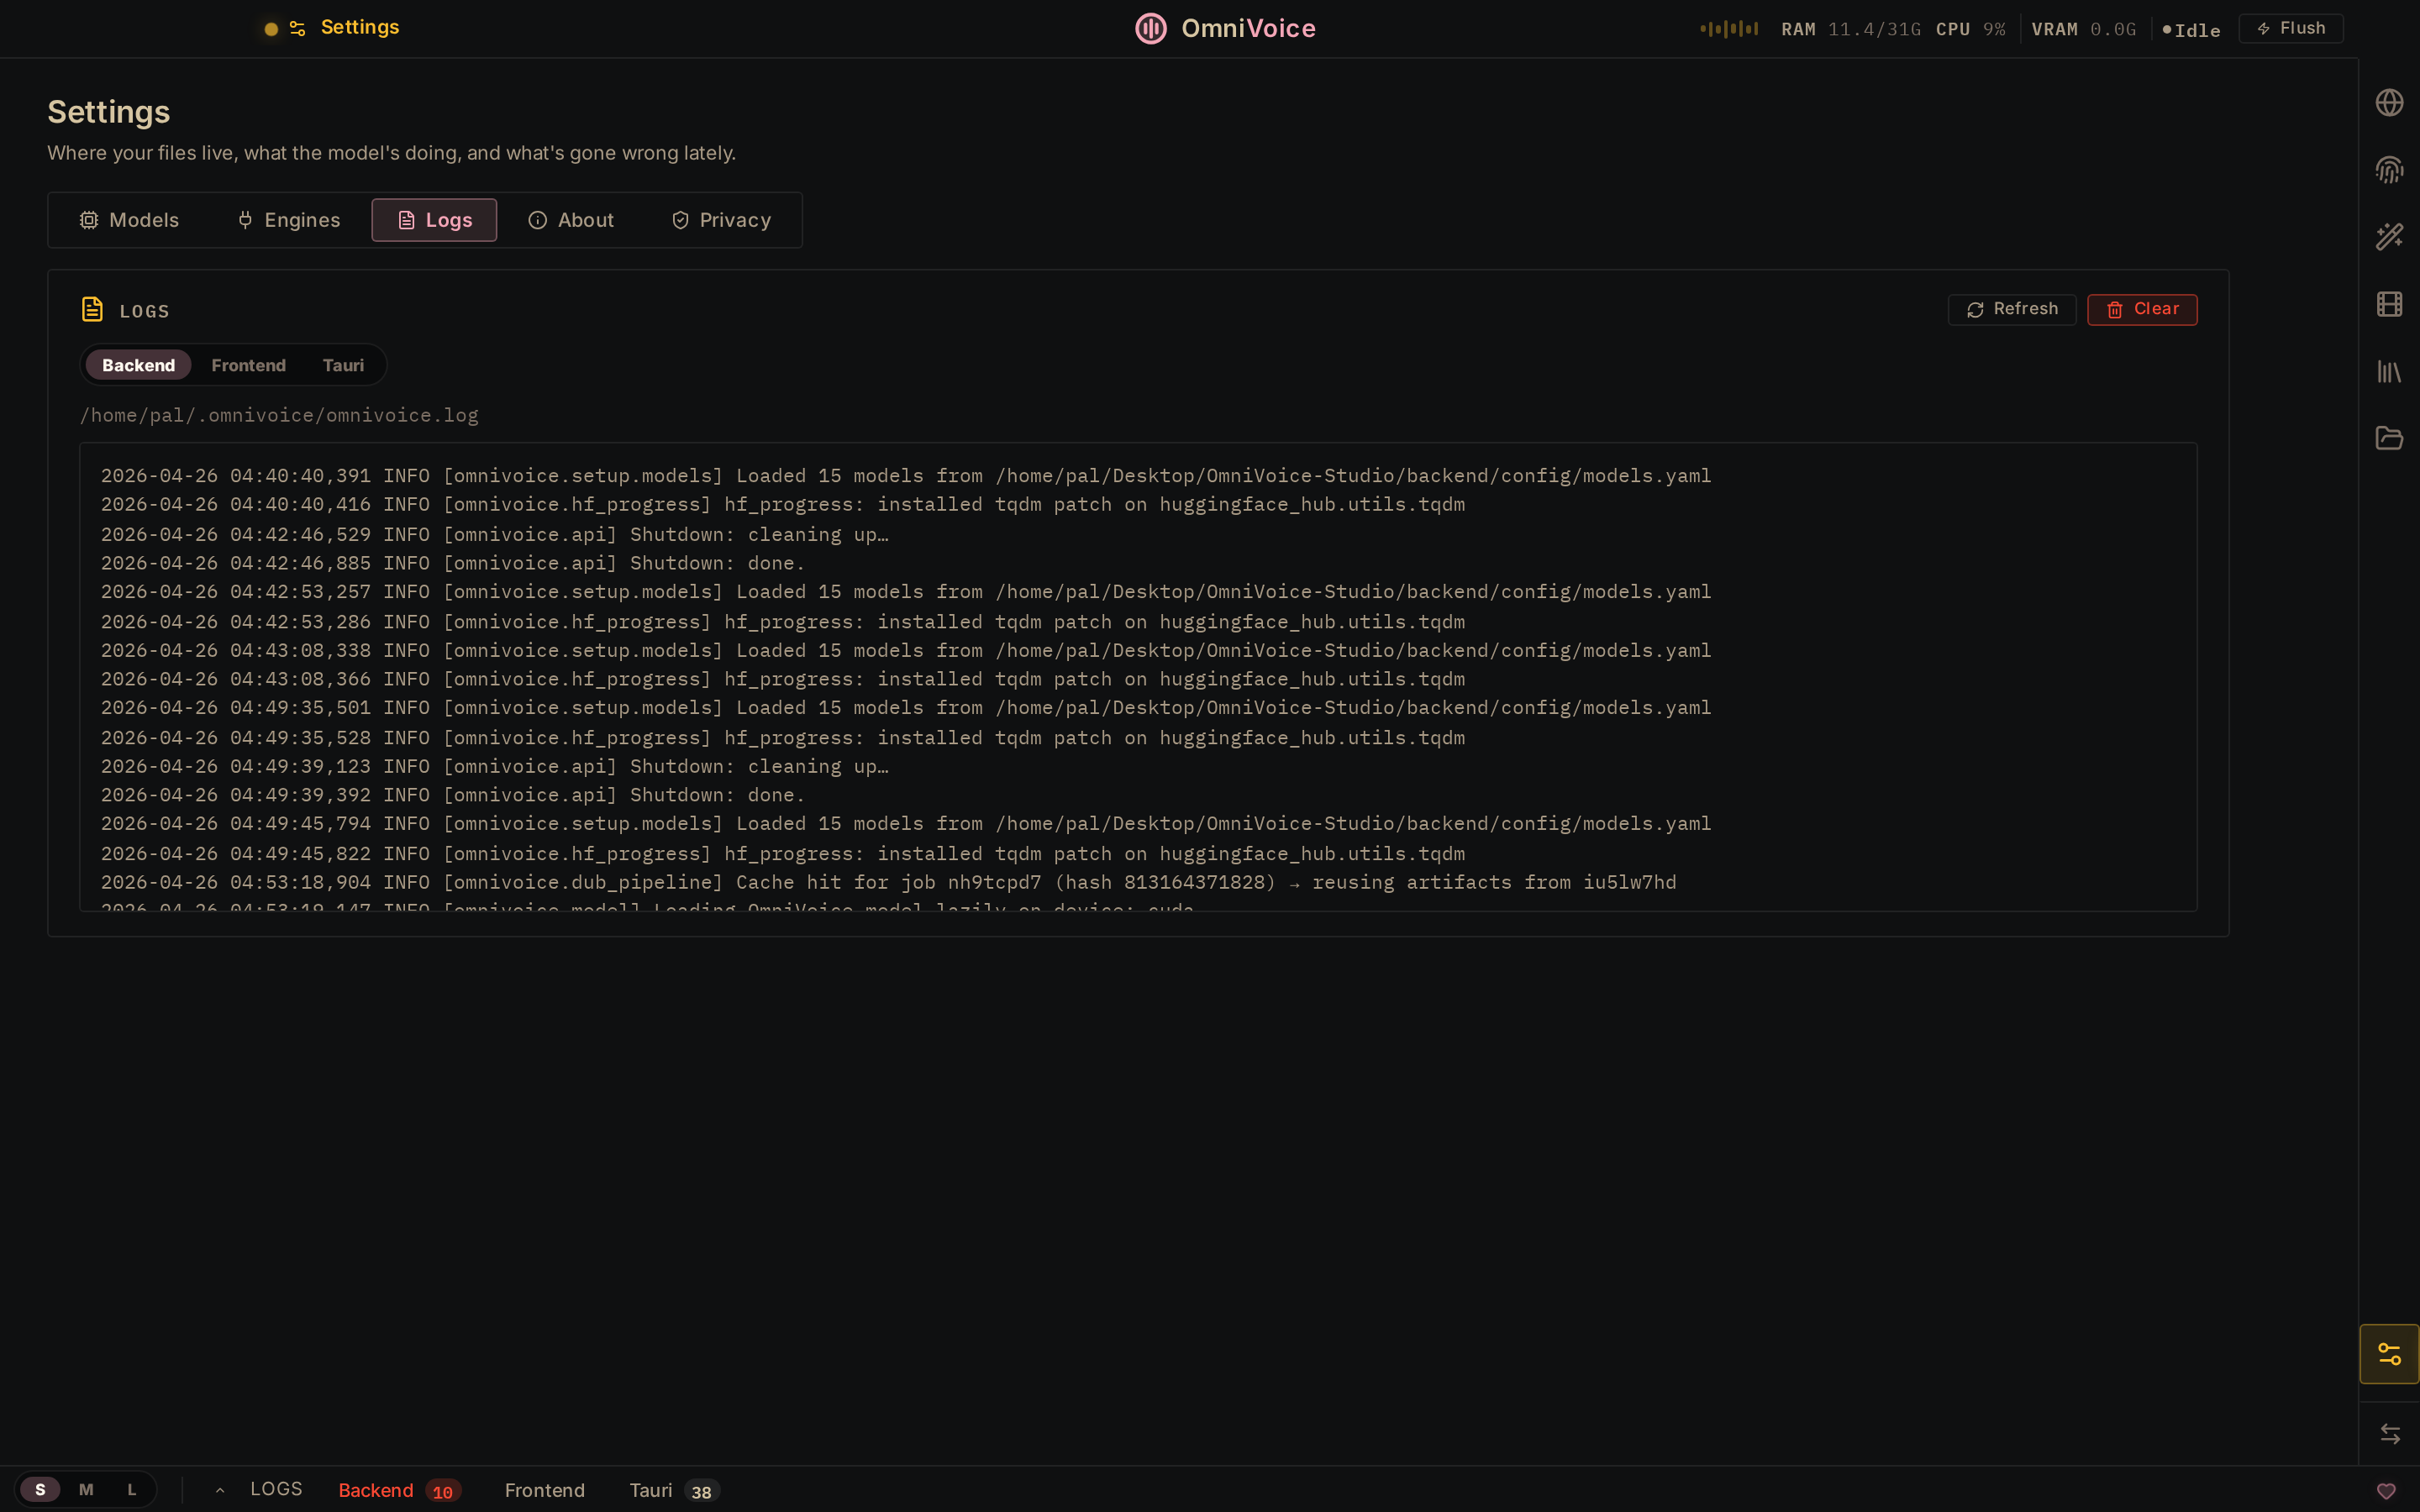 Settings
OmniVoice
RAM 11.4/31G CPU 9% VRAM 0.0G Idle Flush
Settings
Where your files live, what the model's doing, and what's gone wrong lately.
Models Engines Logs About Privacy
LOGS
Refresh Clear
Backend Frontend Tauri
/home/pal/.omnivoice/omnivoice.log
2026-04-26 04:40:40,391 INFO [omnivoice.setup.models] Loaded 15 models from /home/pal/Desktop/OmniVoice-Studio/backend/config/models.yaml
2026-04-26 04:40:40,416 INFO [omnivoice.hf_progress] hf_progress: installed tqdm patch on huggingface_hub.utils.tqdm
2026-04-26 04:42:46,529 INFO [omnivoice.api] Shutdown: cleaning up…
2026-04-26 04:42:46,885 INFO [omnivoice.api] Shutdown: done.
2026-04-26 04:42:53,257 INFO [omnivoice.setup.models] Loaded 15 models from /home/pal/Desktop/OmniVoice-Studio/backend/config/models.yaml
2026-04-26 04:42:53,286 INFO [omnivoice.hf_progress] hf_progress: installed tqdm patch on huggingface_hub.utils.tqdm
2026-04-26 04:43:08,338 INFO [omnivoice.setup.models] Loaded 15 models from /home/pal/Desktop/OmniVoice-Studio/backend/config/models.yaml
2026-04-26 04:43:08,366 INFO [omnivoice.hf_progress] hf_progress: installed tqdm patch on huggingface_hub.utils.tqdm
2026-04-26 04:49:35,501 INFO [omnivoice.setup.models] Loaded 15 models from /home/pal/Desktop/OmniVoice-Studio/backend/config/models.yaml
2026-04-26 04:49:35,528 INFO [omnivoice.hf_progress] hf_progress: installed tqdm patch on huggingface_hub.utils.tqdm
2026-04-26 04:49:39,123 INFO [omnivoice.api] Shutdown: cleaning up…
2026-04-26 04:49:39,392 INFO [omnivoice.api] Shutdown: done.
2026-04-26 04:49:45,794 INFO [omnivoice.setup.models] Loaded 15 models from /home/pal/Desktop/OmniVoice-Studio/backend/config/models.yaml
2026-04-26 04:49:45,822 INFO [omnivoice.hf_progress] hf_progress: installed tqdm patch on huggingface_hub.utils.tqdm
2026-04-26 04:53:18,904 INFO [omnivoice.dub_pipeline] Cache hit for job nh9tcpd7 (hash 813164371828) → reusing artifacts from iu5lw7hd
2026-04-26 04:53:19,147 INFO [omnivoice.model] Loading OmniVoice model lazily on device: cuda
S M L LOGS Backend 10 Frontend Tauri 38